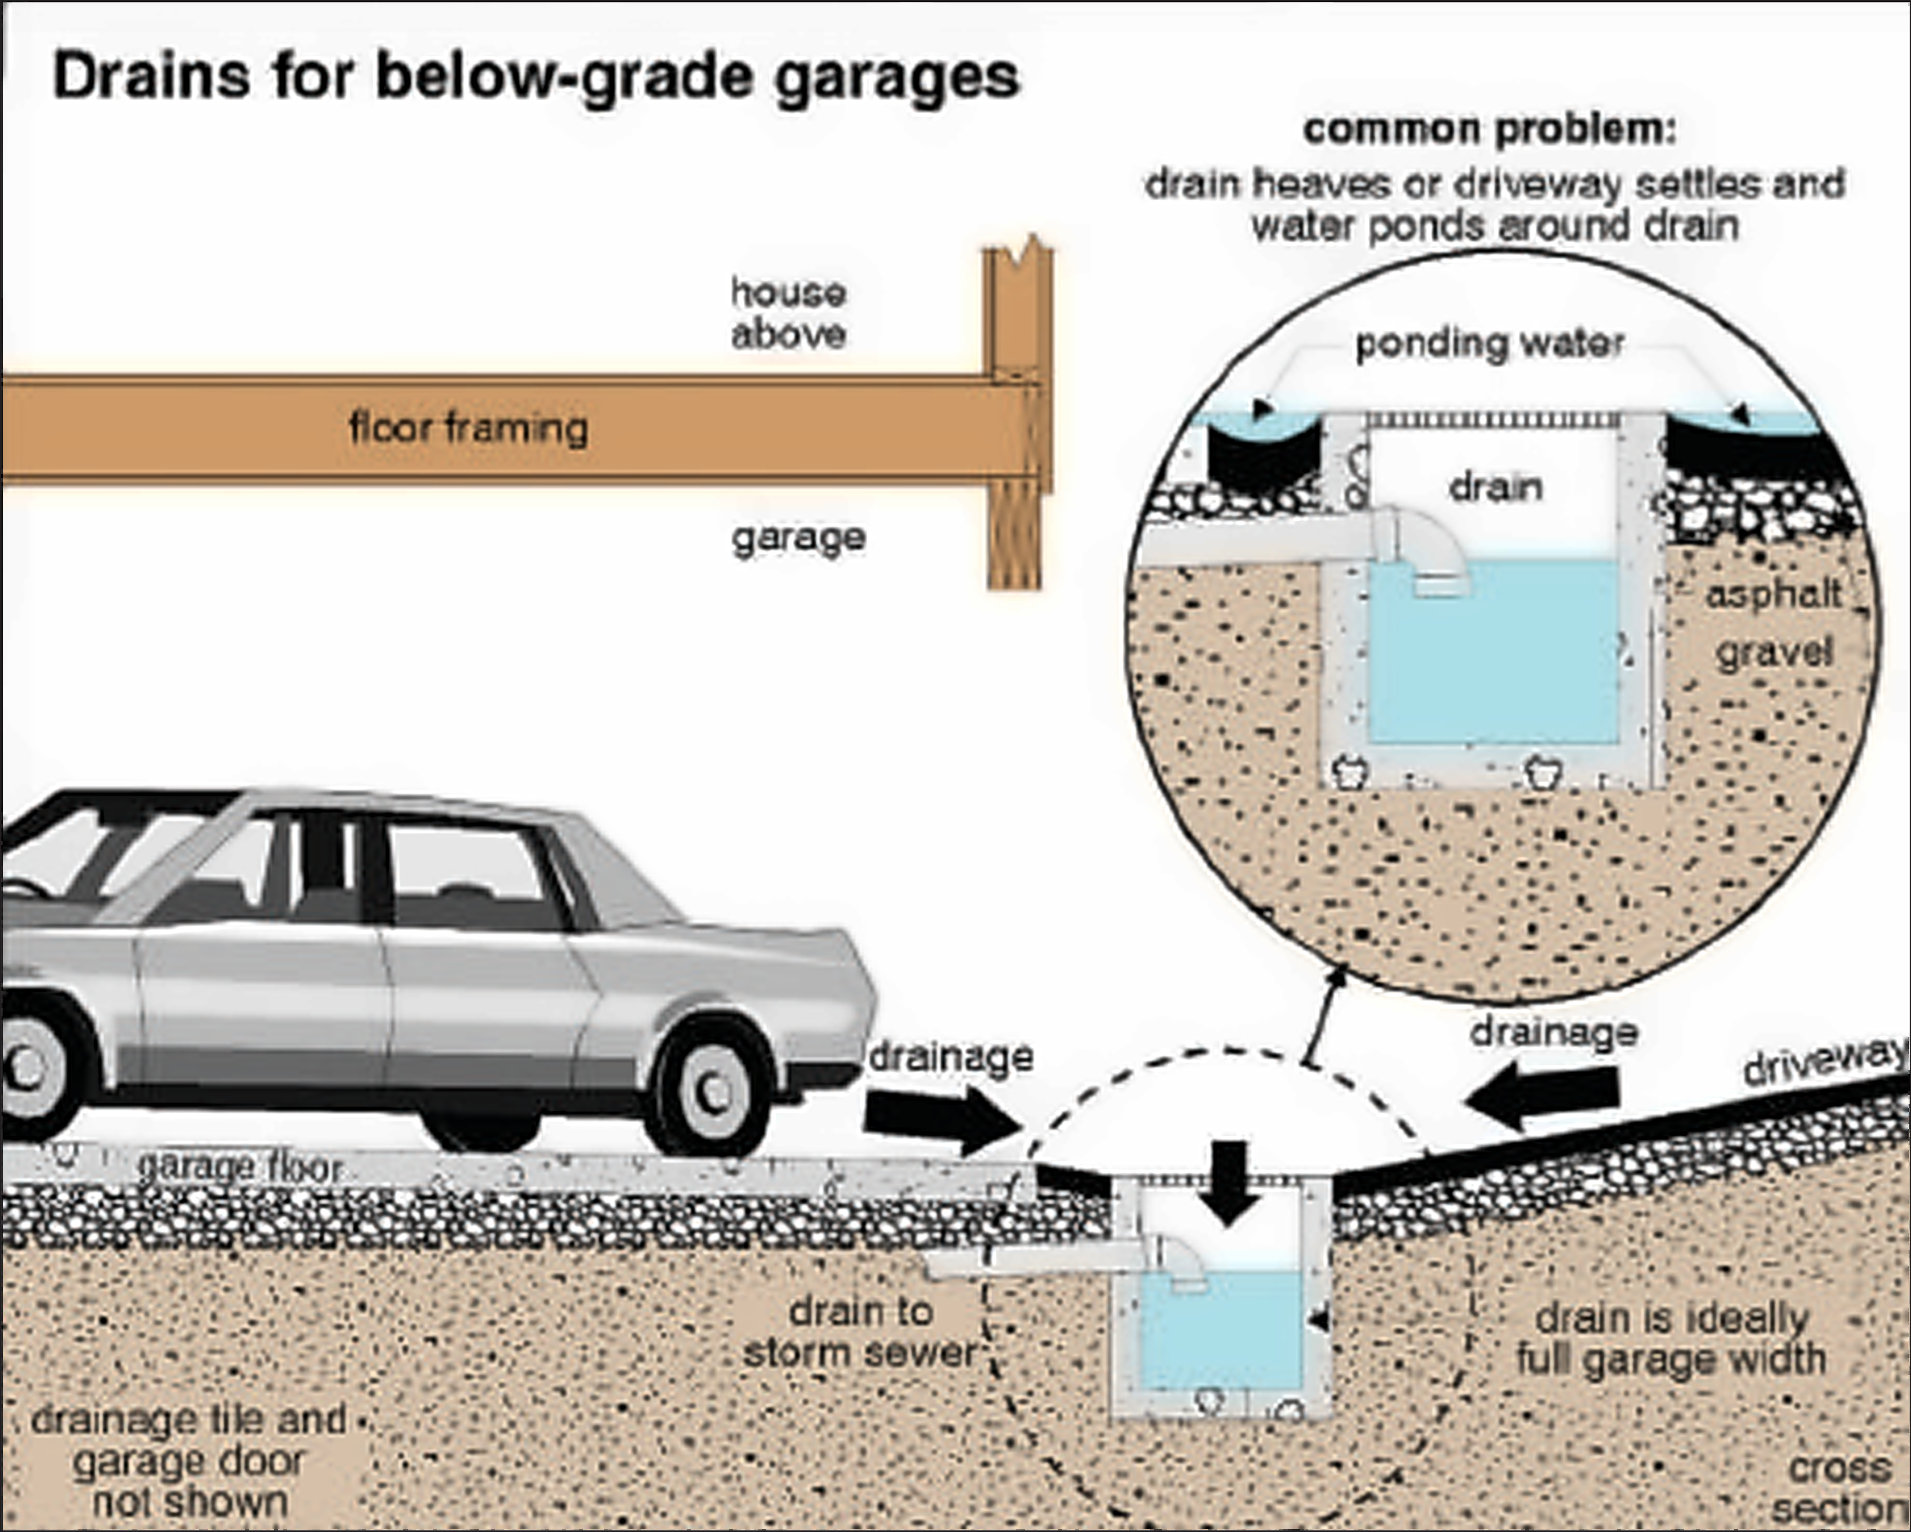 Drains for below-grade garages
common problem:
drain heaves or driveway settles and
water ponds around drain
house
above
ponding water
floor framing
drain
garage
asphalt
gravel
drainage
drainage
driveway
garage floor
drain to
storm sewer
drain is ideally
full garage width
drainage tile and
garage door
not shown
cross
section